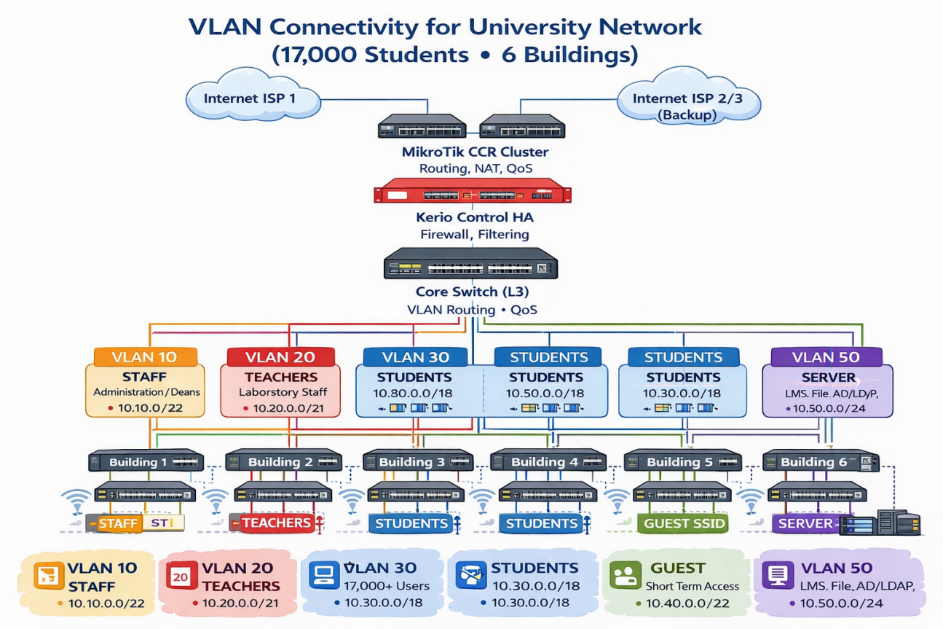 VLAN Connectivity for University Network
(17,000 Students • 6 Buildings)
Internet ISP 1
Internet ISP 2/3
(Backup)
MikroTik CCR Cluster
Routing, NAT, QoS
Kerio Control HA
Firewall, Filtering
Core Switch (L3)
VLAN Routing • QoS
VLAN 10
STAFF
Administration / Deans
• 10.10.0/22
VLAN 20
TEACHERS
Laborstory Staff
• 10.20.0.0/21
VLAN 30
STUDENTS
10.80.0.0/18
STUDENTS
STUDENTS
• 10.50.0.0/18
STUDENTS
STUDENTS
• 10.30.0.0/18
VLAN 50
SERVER
LMS. File. AD/LDyP,
• 10.50.0.0/24
Building 1
Building 2
Building 3
Building 4
Building 5
Building 6
STAFF
TEACHERS
STUDENTS
STUDENTS
GUEST SSID
SERVER
VLAN 10
STAFF
• 10.10.0.0/22
20
VLAN 20
TEACHERS
• 10.20.0.0/21
VLAN 30
17,000+ Users
• 10.30.0.0/18
STUDENTS
10.30.0.0/18
• 10.30.0.0/18
GUEST
Short Term Access
• 10.40.0.0/22
VLAN 50
LMS. File, AD/LDAP,
• 10.50.0.0/24